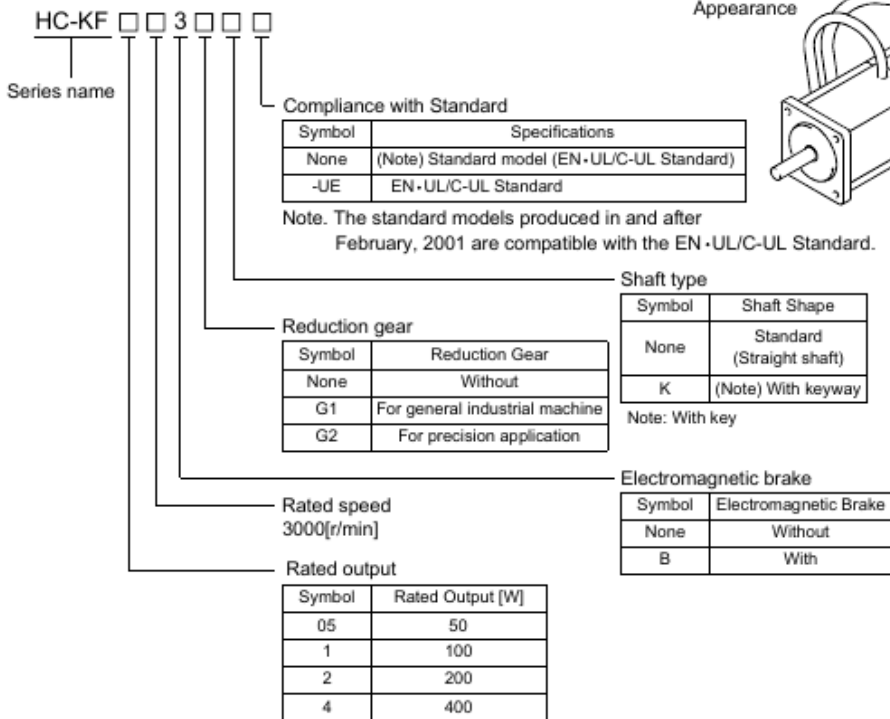 Appearance
HC-KF □ □ 3 □ □ □
Series name
Compliance with Standard
Symbol Specifications
None (Note) Standard model (EN・UL/C-UL Standard)
-UE EN・UL/C-UL Standard
Note. The standard models produced in and after
February, 2001 are compatible with the EN・UL/C-UL Standard.
Shaft type
Symbol Shaft Shape
None Standard
(Straight shaft)
K (Note) With keyway
Note: With key
Reduction gear
Symbol Reduction Gear
None Without
G1 For general industrial machine
G2 For precision application
Electromagnetic brake
Symbol Electromagnetic Brake
None Without
B With
Rated speed
3000[r/min]
Rated output
Symbol Rated Output [W]
05 50
1 100
2 200
4 400